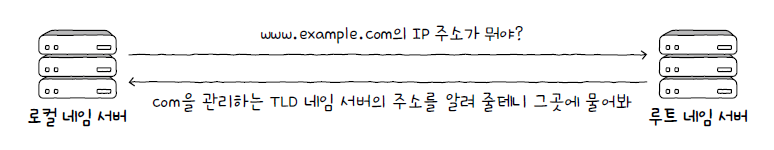 www.example.com의 IP 주소가 뭐야?
com을 관리하는 TLD 네임 서버의 주소를 알려 줄테니 그곳에 물어봐
로컬 네임 서버
루트 네임 서버